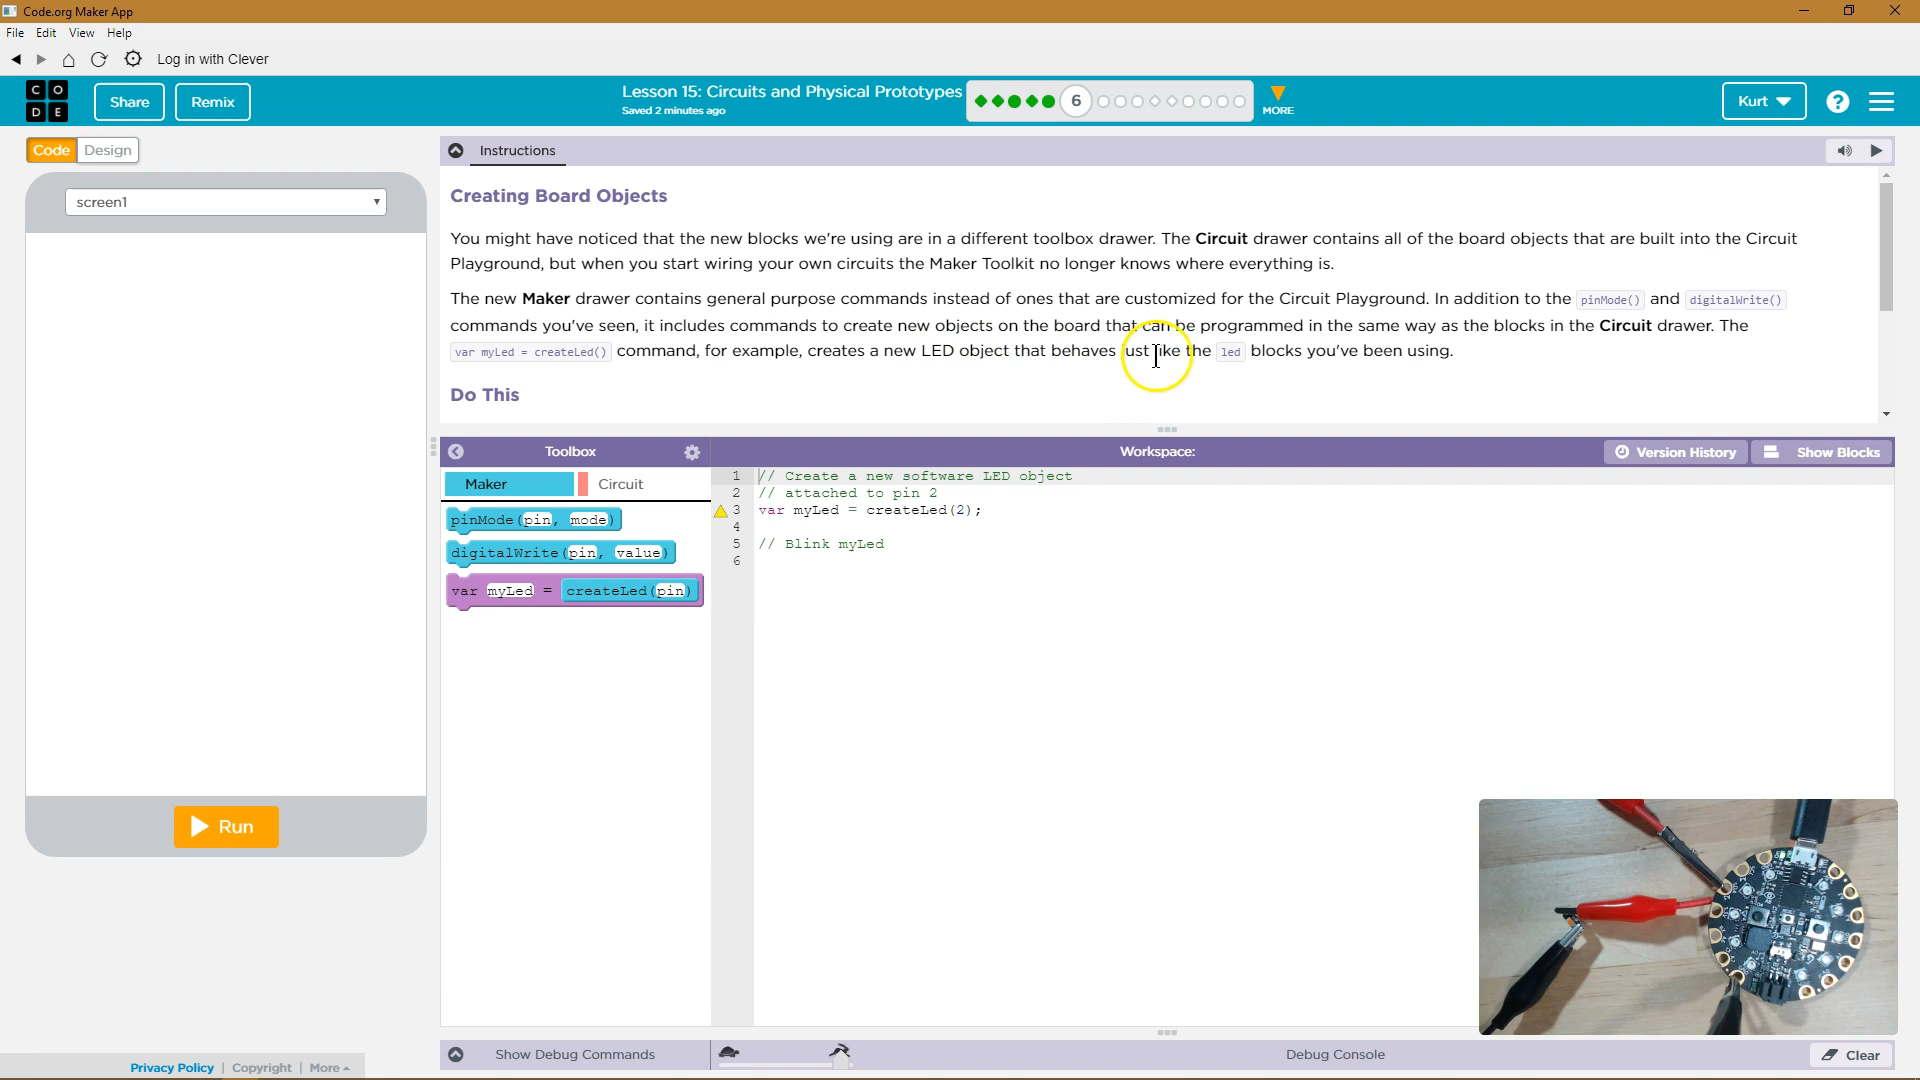 Code.org Maker App
File Edit View Help
Log in with Clever
C O D E
Share
Remix
Lesson 15: Circuits and Physical Prototypes
Saved 2 minutes ago
6
MORE
Kurt
?
Code
Design
Instructions
screen1
Creating Board Objects
You might have noticed that the new blocks we're using are in a different toolbox drawer. The Circuit drawer contains all of the board objects that are built into the Circuit
Playground, but when you start wiring your own circuits the Maker Toolkit no longer knows where everything is.
The new Maker drawer contains general purpose commands instead of ones that are customized for the Circuit Playground. In addition to the pinMode() and digitalWrite()
commands you've seen, it includes commands to create new objects on the board that can be programmed in the same way as the blocks in the Circuit drawer. The
var myLed = createLed() command, for example, creates a new LED object that behaves just like the led blocks you've been using.
Do This
Toolbox
Workspace:
Version History
Show Blocks
Maker
Circuit
pinMode(pin, mode)
digitalWrite(pin, value)
var myLed = createLed(pin)
1 // Create a new software LED object
2 // attached to pin 2
3 var myLed = createLed(2);
4
5 // Blink myLed
6
Run
Show Debug Commands
Debug Console
Clear
Privacy Policy | Copyright | More